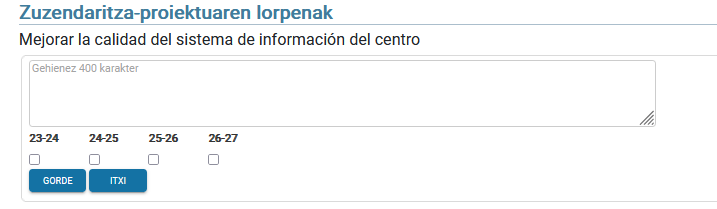 Zuzendaritza-proiektuaren lorpenak
Mejorar la calidad del sistema de información del centro
Gehienez 400 karakter
23-24 24-25 25-26 26-27
GORDE ITXI